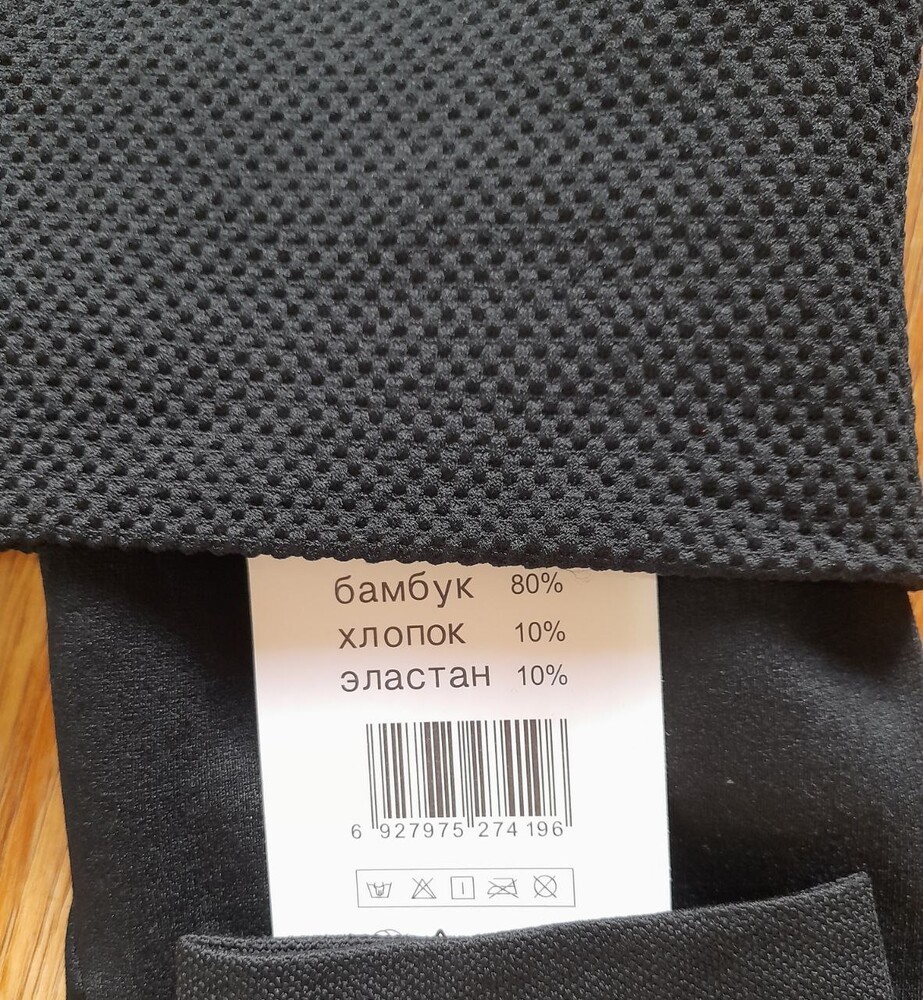 бамбук 80%
хлопок 10%
эластан 10%
6 927975 274196